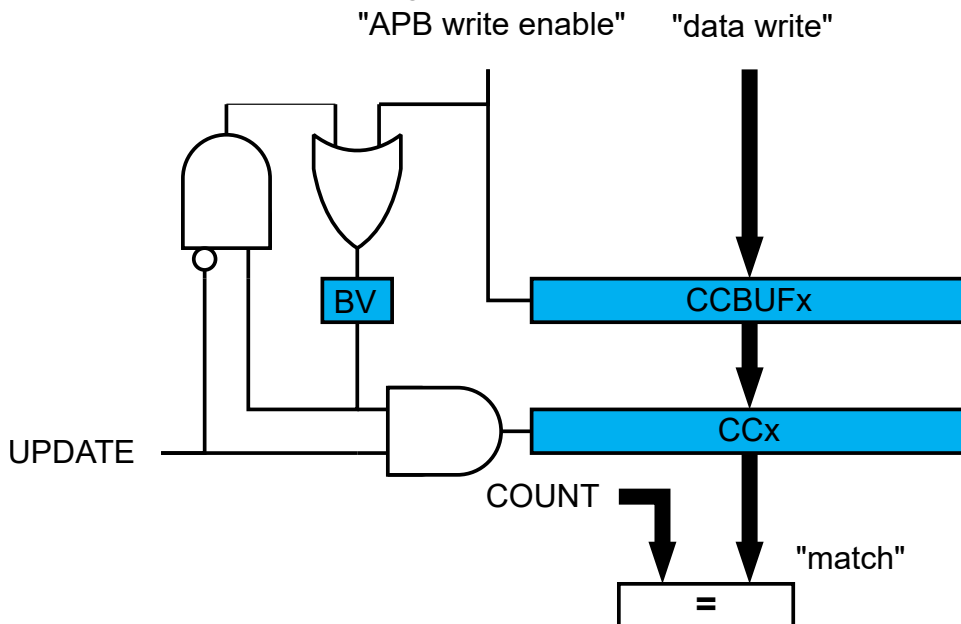 "APB write enable"
"data write"
BV
CCBUFx
UPDATE
CCx
COUNT
"match"
=